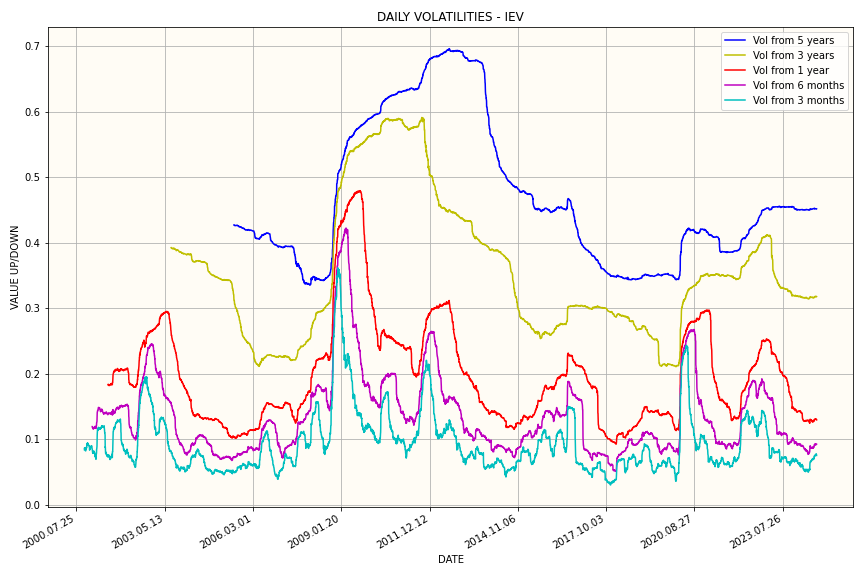 DAILY VOLATILITIES - IEV
Vol from 5 years
Vol from 3 years
Vol from 1 year
Vol from 6 months
Vol from 3 months
VALUE UP/DOWN
0.7
0.6
0.5
0.4
0.3
0.2
0.1
0.0
2000.07.25
2003.05.13
2006.03.01
2009.01.20
2011.12.12
2014.11.06
2017.10.03
2020.08.27
2023.07.26
DATE